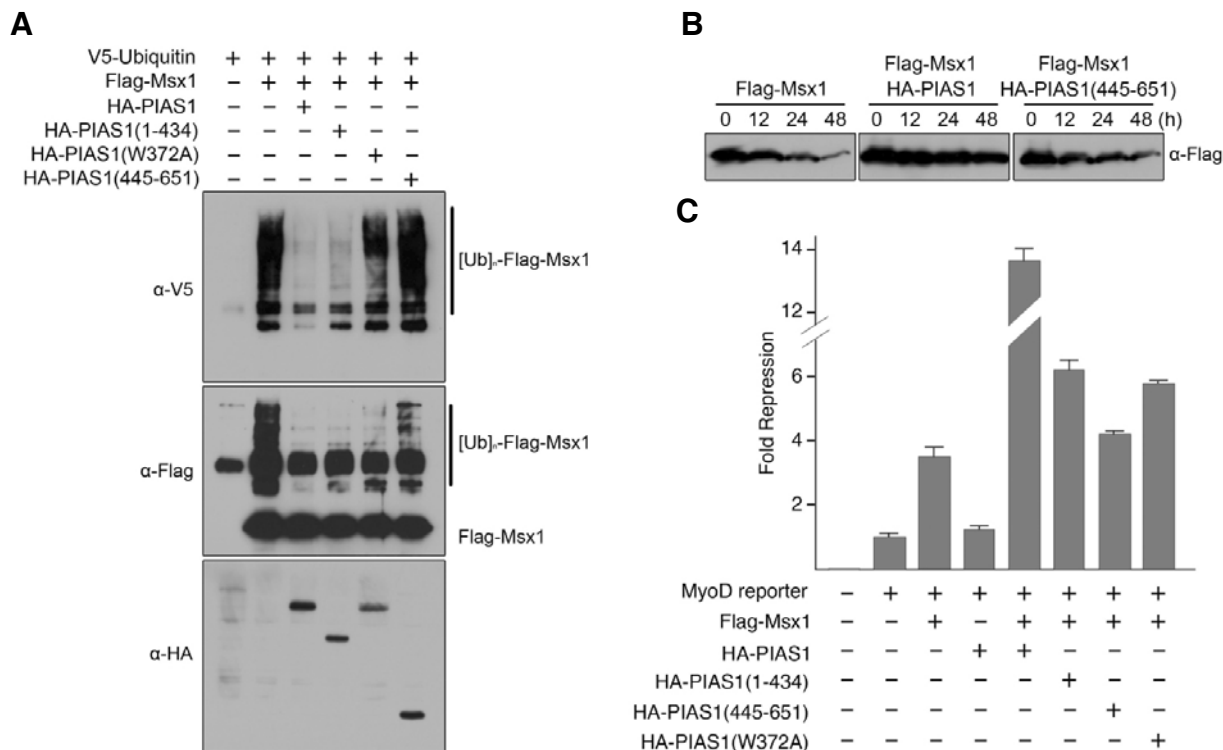 A
V5-Ubiquitin + + + + + +
Flag-Msx1 − + + + + +
HA-PIAS1 − − + − − −
HA-PIAS1(1-434) − − − + − −
HA-PIAS1(W372A) − − − − + −
HA-PIAS1(445-651) − − − − − +
α-V5
[Ub]n-Flag-Msx1
α-Flag
[Ub]n-Flag-Msx1
Flag-Msx1
α-HA
B
Flag-Msx1
Flag-Msx1
HA-PIAS1
Flag-Msx1
HA-PIAS1(445-651)
0 12 24 48 0 12 24 48 0 12 24 48 (h)
α-Flag
C
Fold Repression
14
12
6
4
2
MyoD reporter − + + + + + + +
Flag-Msx1 − − + − + + + +
HA-PIAS1 − − − + + − − −
HA-PIAS1(1-434) − − − − − + − −
HA-PIAS1(445-651) − − − − − − + −
HA-PIAS1(W372A) − − − − − − − +